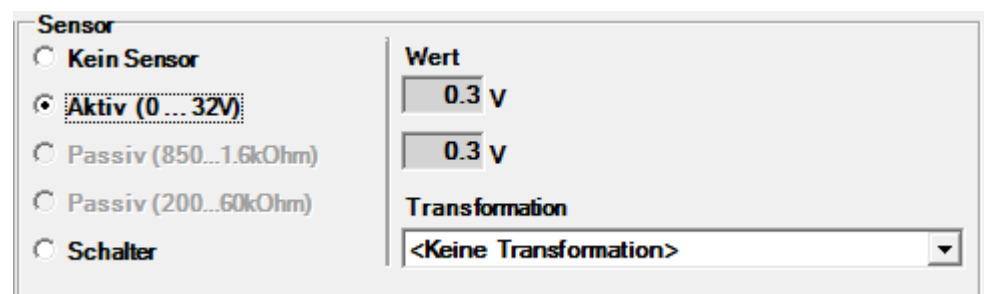 Sensor
Kein Sensor
Aktiv (0 ... 32V)
Passiv (850...1.6kOhm)
Passiv (200...60kOhm)
Schalter
Wert
0.3 V
0.3 V
Transformation
<Keine Transformation>